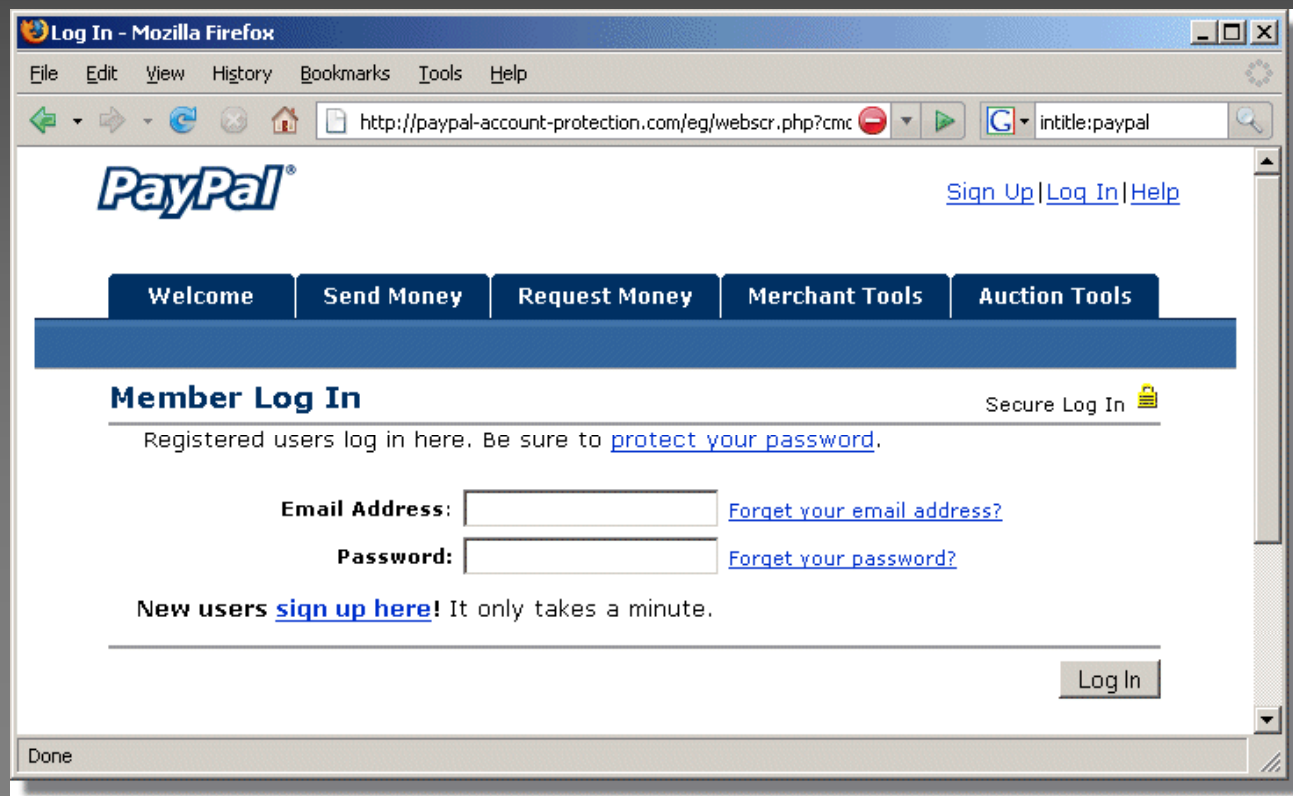 Log In - Mozilla Firefox
File Edit View History Bookmarks Tools Help
http://paypal-account-protection.com/eg/webscr.php?cmd G intitle:paypal
PayPal®
Sign Up|Log In|Help
Welcome Send Money Request Money Merchant Tools Auction Tools
Member Log In
Secure Log In
Registered users log in here. Be sure to protect your password.
Email Address: Forget your email address?
Password: Forget your password?
New users sign up here! It only takes a minute.
Log In
Done